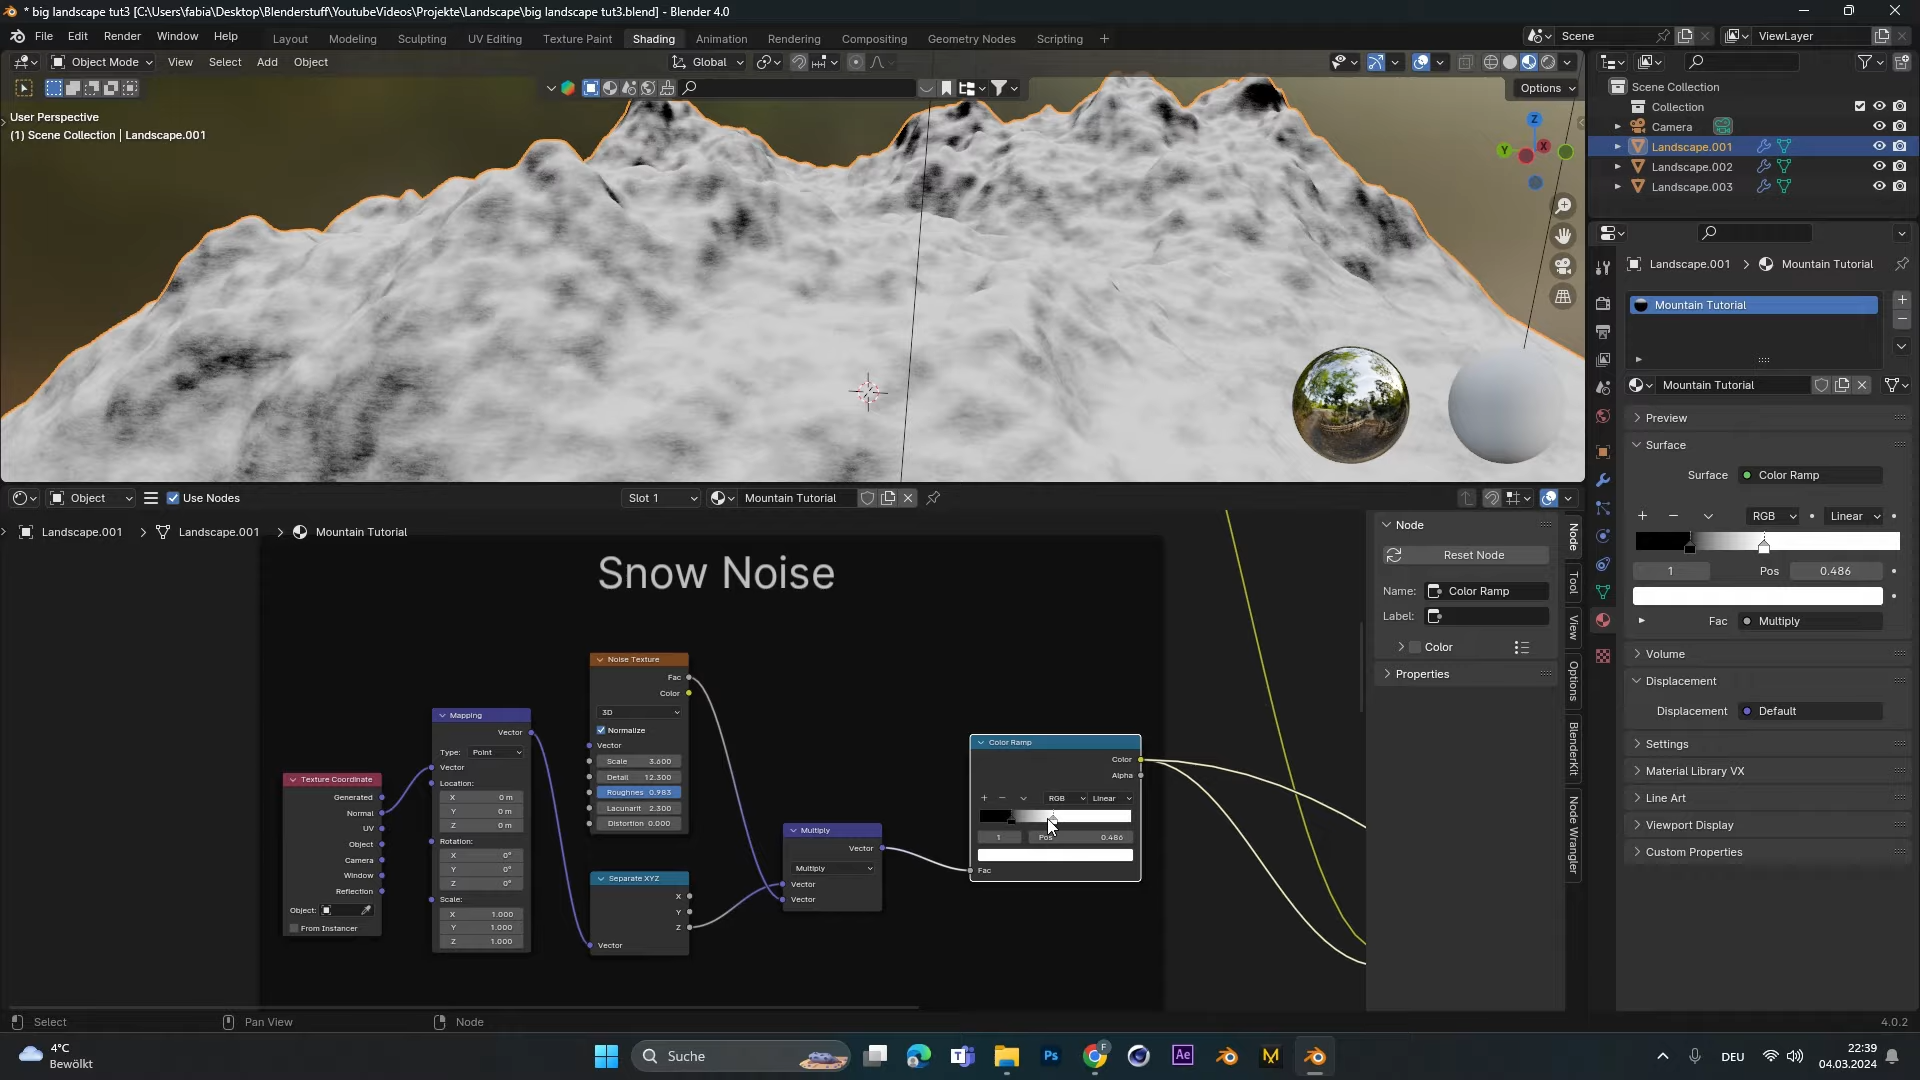 * big landscape tut3 [C:\Users\fabia\Desktop\Blenderstuff\YoutubeVideos\Projekte\Landscape\big landscape tut3.blend] - Blender 4.0
File Edit Render Window Help
Layout Modeling Sculpting UV Editing Texture Paint Shading Animation Rendering Compositing Geometry Nodes Scripting +
Scene
ViewLayer
Object Mode View Select Add Object
Global
Options
User Perspective
(1) Scene Collection | Landscape.001
Z
Y
X
Scene Collection
Collection
Camera
Landscape.001
Landscape.002
Landscape.003
Landscape.001 > Mountain Tutorial
Mountain Tutorial
Mountain Tutorial
Preview
Surface
Surface Color Ramp
RGB Linear
1 Pos 0.486
Fac Multiply
Volume
Displacement
Displacement Default
Settings
Material Library VX
Line Art
Viewport Display
Custom Properties
Object Use Nodes Slot 1 Mountain Tutorial
Landscape.001 > Landscape.001 > Mountain Tutorial
Snow Noise
Texture Coordinate
Generated
Normal
UV
Object
Camera
Window
Reflection
Object:
From Instancer
Mapping
Vector
Type: Point
Vector
Location:
X 0 m
Y 0 m
Z 0 m
Rotation:
X 0°
Y 0°
Z 0°
Scale:
X 1.000
Y 1.000
Z 1.000
Noise Texture
Fac
Color
3D
Normalize
Vector
Scale 3.600
Detail 12.300
Roughnes 0.983
Lacunarit 2.300
Distortion 0.000
Separate XYZ
X
Y
Z
Vector
Multiply
Vector
Multiply
Vector
Vector
Color Ramp
Color
Alpha
RGB Linear
1 Pos 0.486
Fac
Node
Reset Node
Name: Color Ramp
Label:
Color
Properties
Node
Tool
View
Options
BlenderKit
Node Wrangler
Select Pan View Node 4.0.2
4°C
Bewölkt
Suche
DEU
22:39
04.03.2024